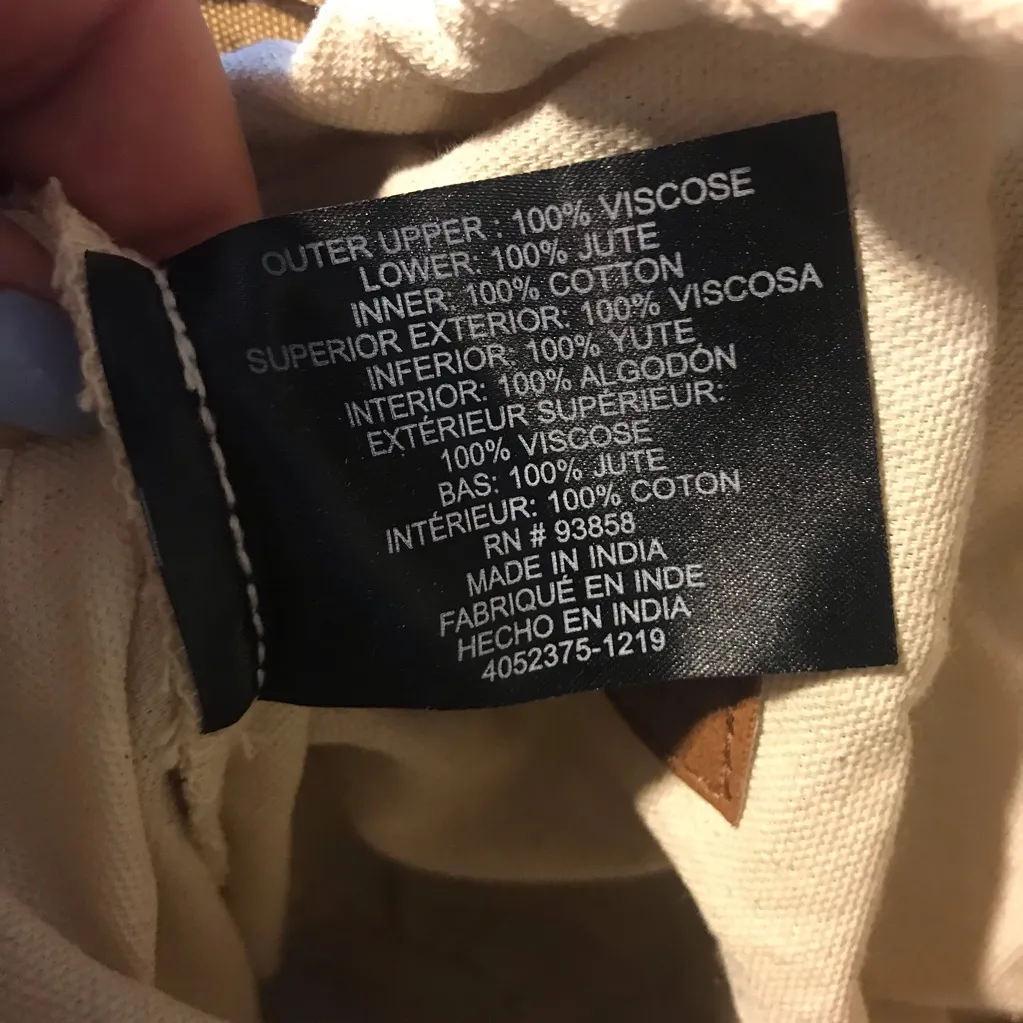 OUTER UPPER : 100% VISCOSE
LOWER: 100% JUTE
INNER: 100% COTTON
SUPERIOR EXTERIOR: 100% VISCOSA
INFERIOR: 100% YUTE
INTERIOR: 100% ALGODÓN
EXTÉRIEUR SUPÉRIEUR:
100% VISCOSE
BAS: 100% JUTE
INTÉRIEUR: 100% COTON
RN # 93858
MADE IN INDIA
FABRIQUÉ EN INDE
HECHO EN INDIA
4052375-1219